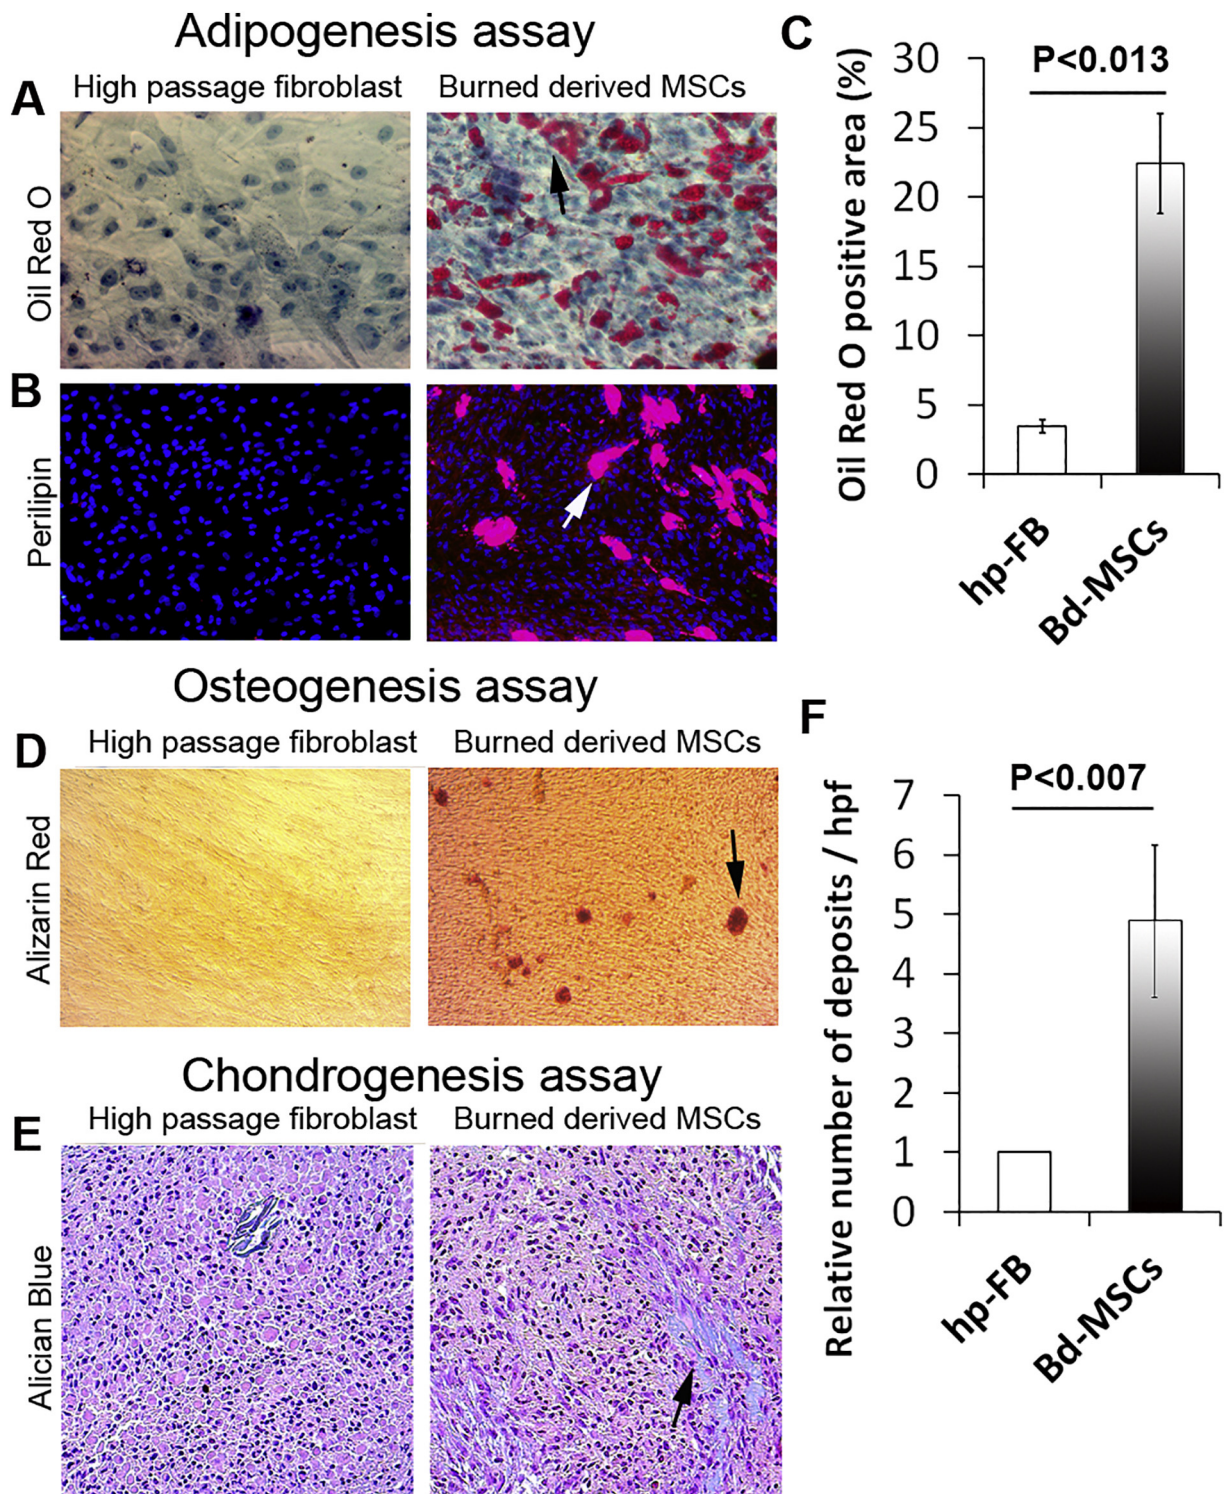 Adipogenesis assay
High passage fibroblast
Burned derived MSCs
A
Oil Red O
B
Perilipin
C
Oil Red O positive area (%)
30
25
20
15
10
5
0
P<0.013
hp-FB
Bd-MSCs
Osteogenesis assay
High passage fibroblast
Burned derived MSCs
D
Alizarin Red
Chondrogenesis assay
High passage fibroblast
Burned derived MSCs
E
Alician Blue
F
Relative number of deposits / hpf
7
6
5
4
3
2
1
0
P<0.007
hp-FB
Bd-MSCs